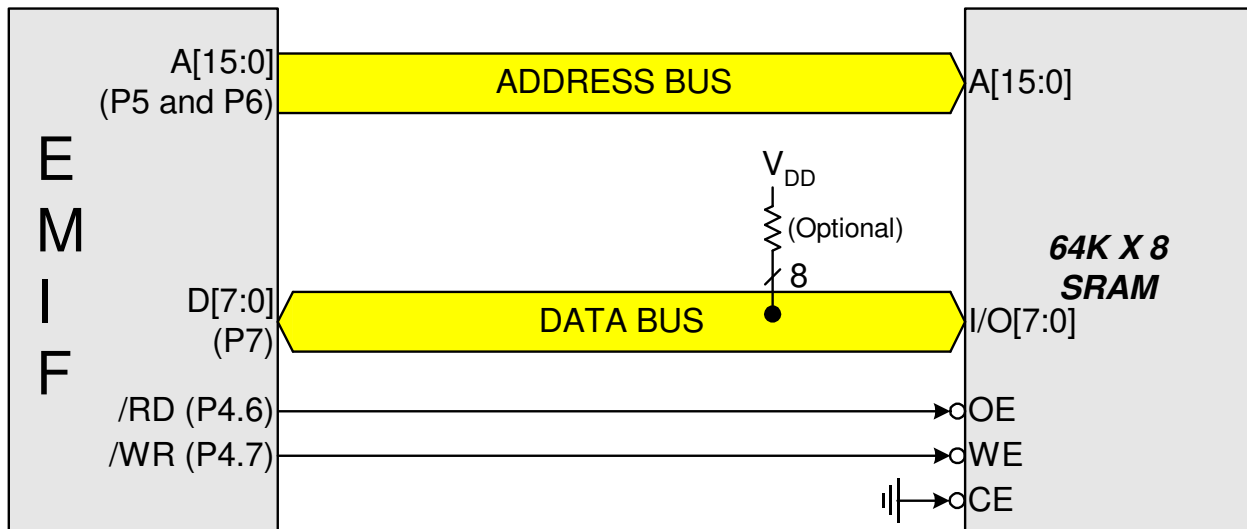 A[15:0]
(P5 and P6)
ADDRESS BUS
A[15:0]
E
M
I
F
VDD
(Optional)
8
64K X 8
SRAM
D[7:0]
(P7)
DATA BUS
I/O[7:0]
/RD (P4.6)
OE
/WR (P4.7)
WE
CE